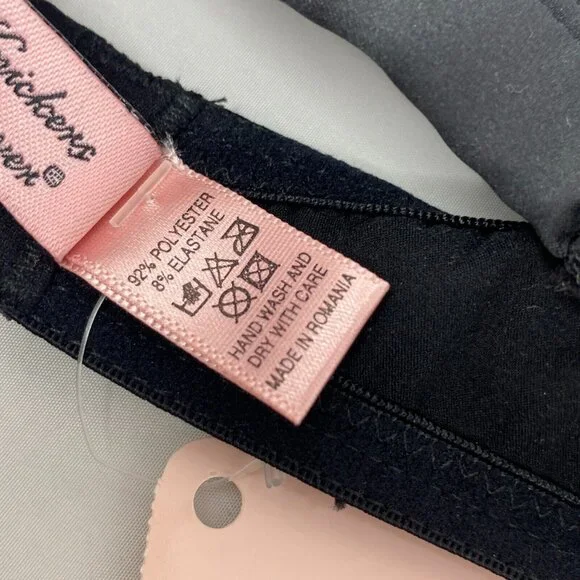 Knickers
92% POLYESTER
8% ELASTANE
HAND WASH AND
DRY WITH CARE
MADE IN ROMANIA